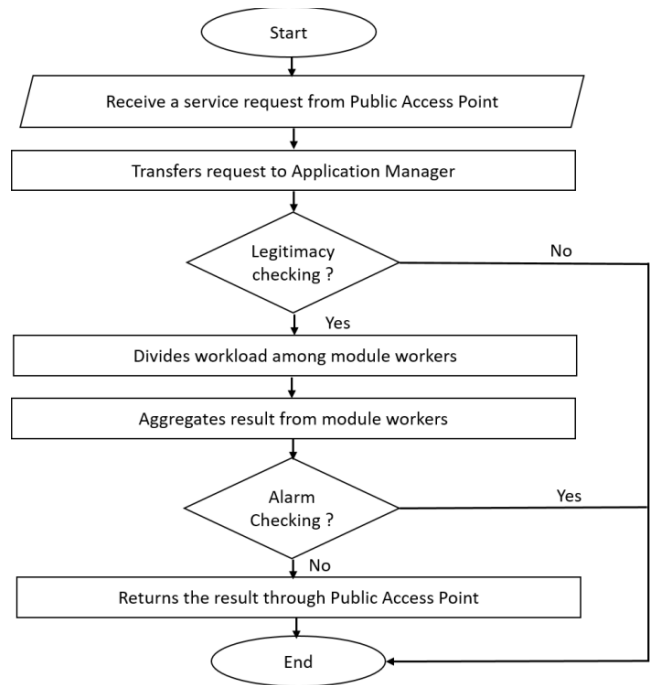 Start
Receive a service request from Public Access Point
Transfers request to Application Manager
Legitimacy
checking ?
No
Yes
Divides workload among module workers
Aggregates result from module workers
Alarm
Checking ?
Yes
No
Returns the result through Public Access Point
End